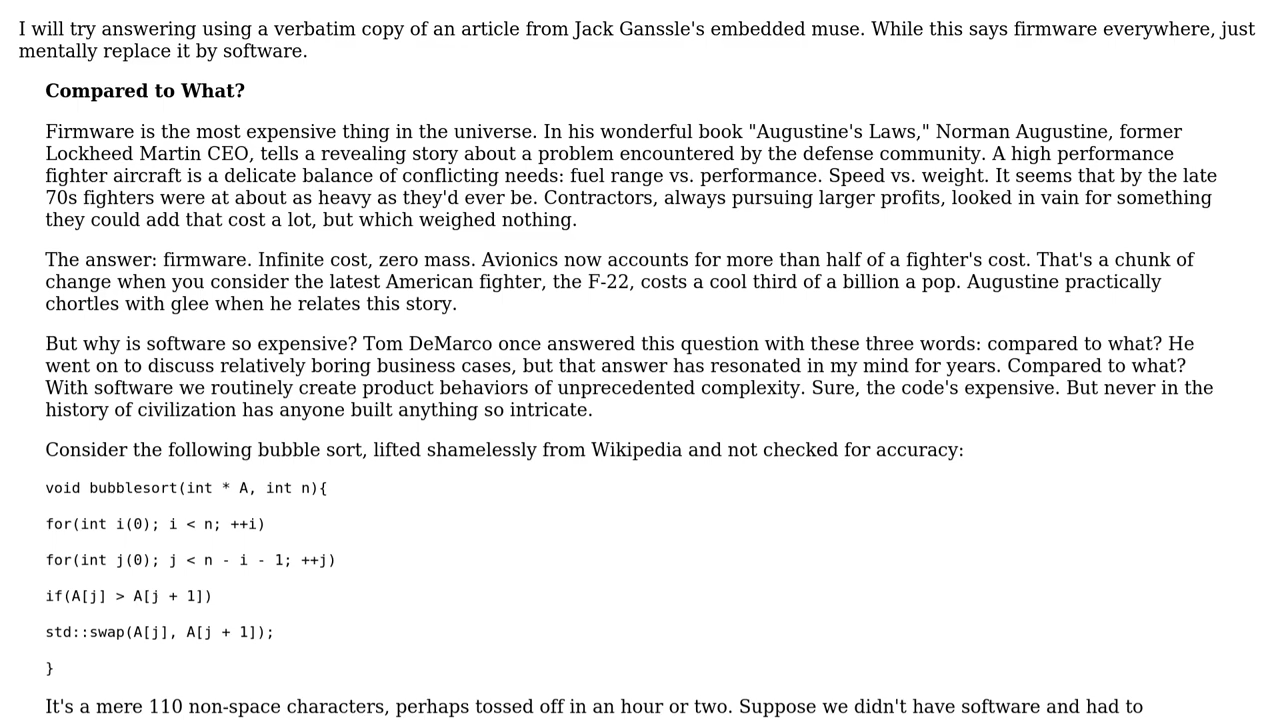 I will try answering using a verbatim copy of an article from Jack Ganssle's embedded muse. While this says firmware everywhere, just
mentally replace it by software.
Compared to What?
Firmware is the most expensive thing in the universe. In his wonderful book "Augustine's Laws," Norman Augustine, former
Lockheed Martin CEO, tells a revealing story about a problem encountered by the defense community. A high performance
fighter aircraft is a delicate balance of conflicting needs: fuel range vs. performance. Speed vs. weight. It seems that by the late
70s fighters were at about as heavy as they'd ever be. Contractors, always pursuing larger profits, looked in vain for something
they could add that cost a lot, but which weighed nothing.
The answer: firmware. Infinite cost, zero mass. Avionics now accounts for more than half of a fighter's cost. That's a chunk of
change when you consider the latest American fighter, the F-22, costs a cool third of a billion a pop. Augustine practically
chortles with glee when he relates this story.
But why is software so expensive? Tom DeMarco once answered this question with these three words: compared to what? He
went on to discuss relatively boring business cases, but that answer has resonated in my mind for years. Compared to what?
With software we routinely create product behaviors of unprecedented complexity. Sure, the code's expensive. But never in the
history of civilization has anyone built anything so intricate.
Consider the following bubble sort, lifted shamelessly from Wikipedia and not checked for accuracy:
void bubblesort(int * A, int n){
for(int i(0); i < n; ++i)
for(int j(0); j < n - i - 1; ++j)
if(A[j] > A[j + 1])
std::swap(A[j], A[j + 1]);
}
It's a mere 110 non-space characters, perhaps tossed off in an hour or two. Suppose we didn't have software and had to